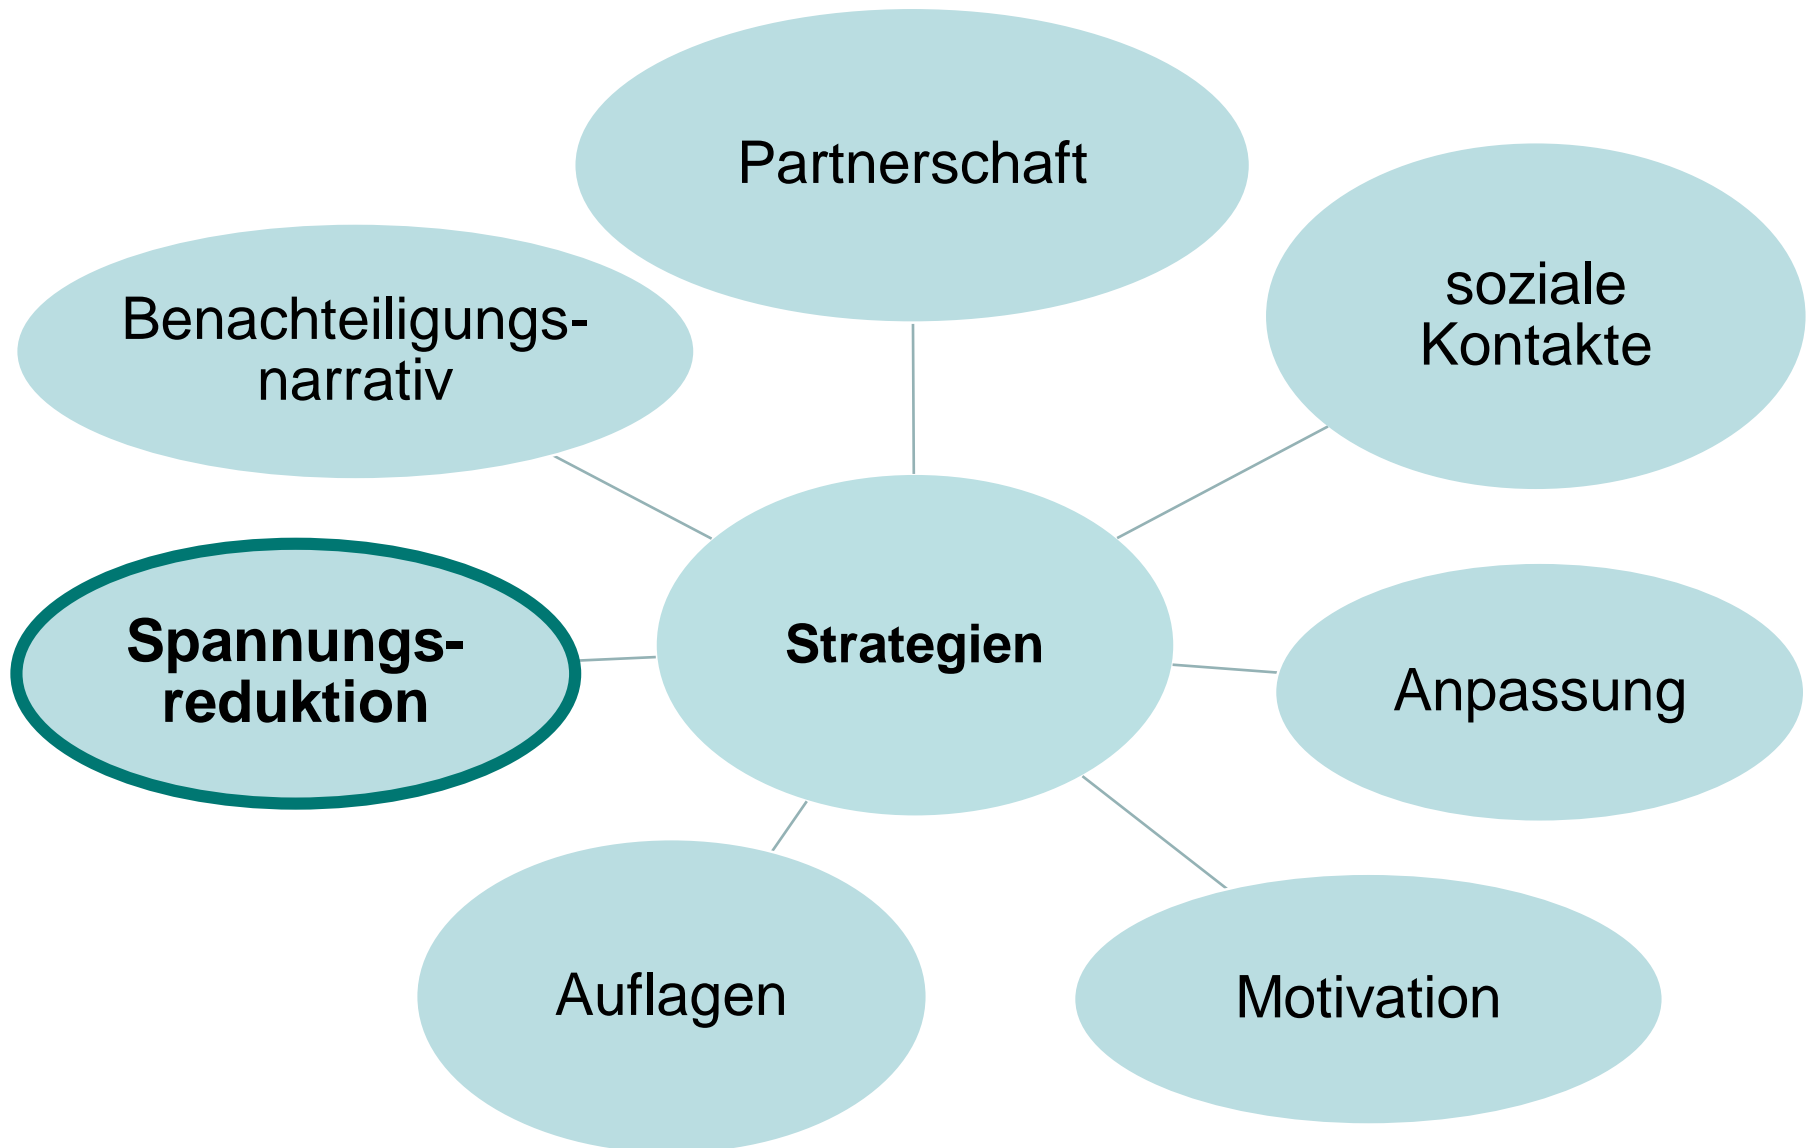 Partnerschaft
soziale
Kontakte
Benachteiligungs-
narrativ
Spannungs-
reduktion
Strategien
Anpassung
Auflagen
Motivation